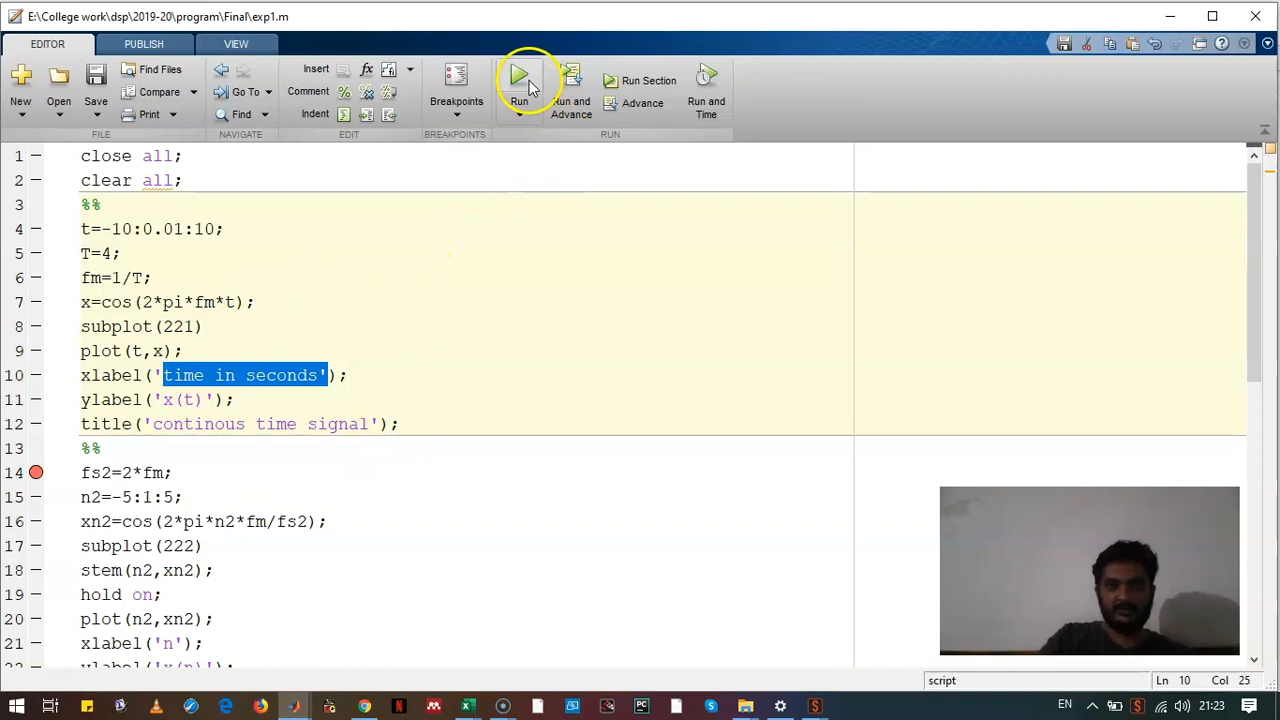 E:\College work\dsp\2019-20\program\Final\exp1.m
EDITOR PUBLISH VIEW
New Open Save
Find Files
Compare
Print
FILE
Go To
Find
NAVIGATE
Insert fx
Comment %
Indent
EDIT
Breakpoints
BREAKPOINTS
Run
Run and Advance
Run Section
Advance
Run and Time
RUN
1 close all;
2 clear all;
3 %%
4 t=-10:0.01:10;
5 T=4;
6 fm=1/T;
7 x=cos(2*pi*fm*t);
8 subplot(221)
9 plot(t,x);
10 xlabel('time in seconds');
11 ylabel('x(t)');
12 title('continous time signal');
13 %%
14 fs2=2*fm;
15 n2=-5:1:5;
16 xn2=cos(2*pi*n2*fm/fs2);
17 subplot(222)
18 stem(n2,xn2);
19 hold on;
20 plot(n2,xn2);
21 xlabel('n');
22 ylabel('x(n)');
script Ln 10 Col 25
EN 21:23